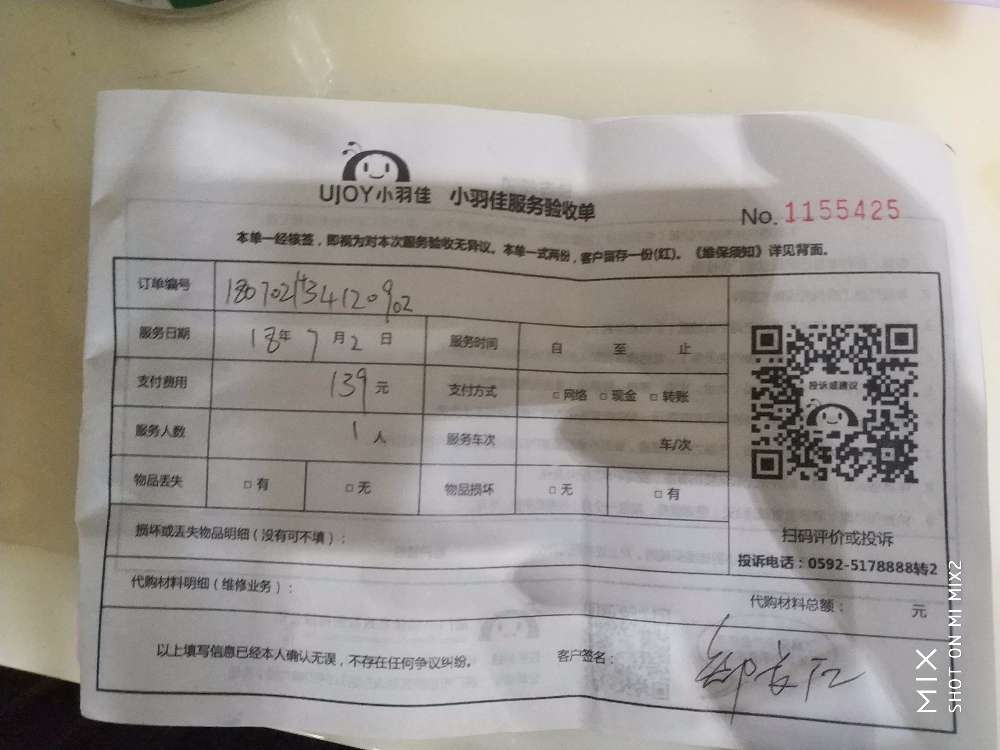 UJOY小羽佳 小羽佳服务验收单
No. 1155425
本单一经核签，即视为对本次服务验收无异议。本单一式两份，客户留存一份(红)。《维保须知》详见背面。
订单编号
服务日期 18年 7月2日 服务时间 自 至 止
支付费用 139元 支付方式 □网络 □现金 □转账
服务人数 1人 服务车次 车/次
物品丢失 □有 □无 物品损坏 □无 □有
投诉或建议
扫码评价或投诉
投诉电话：0592-5178888转2
损坏或丢失物品明细（没有可不填）：
代购材料明细（维修业务）：
代购材料总额： 元
以上填写信息已经本人确认无误，不存在任何争议纠纷。 客户签名：
MIX
SHOT ON MI MIX2